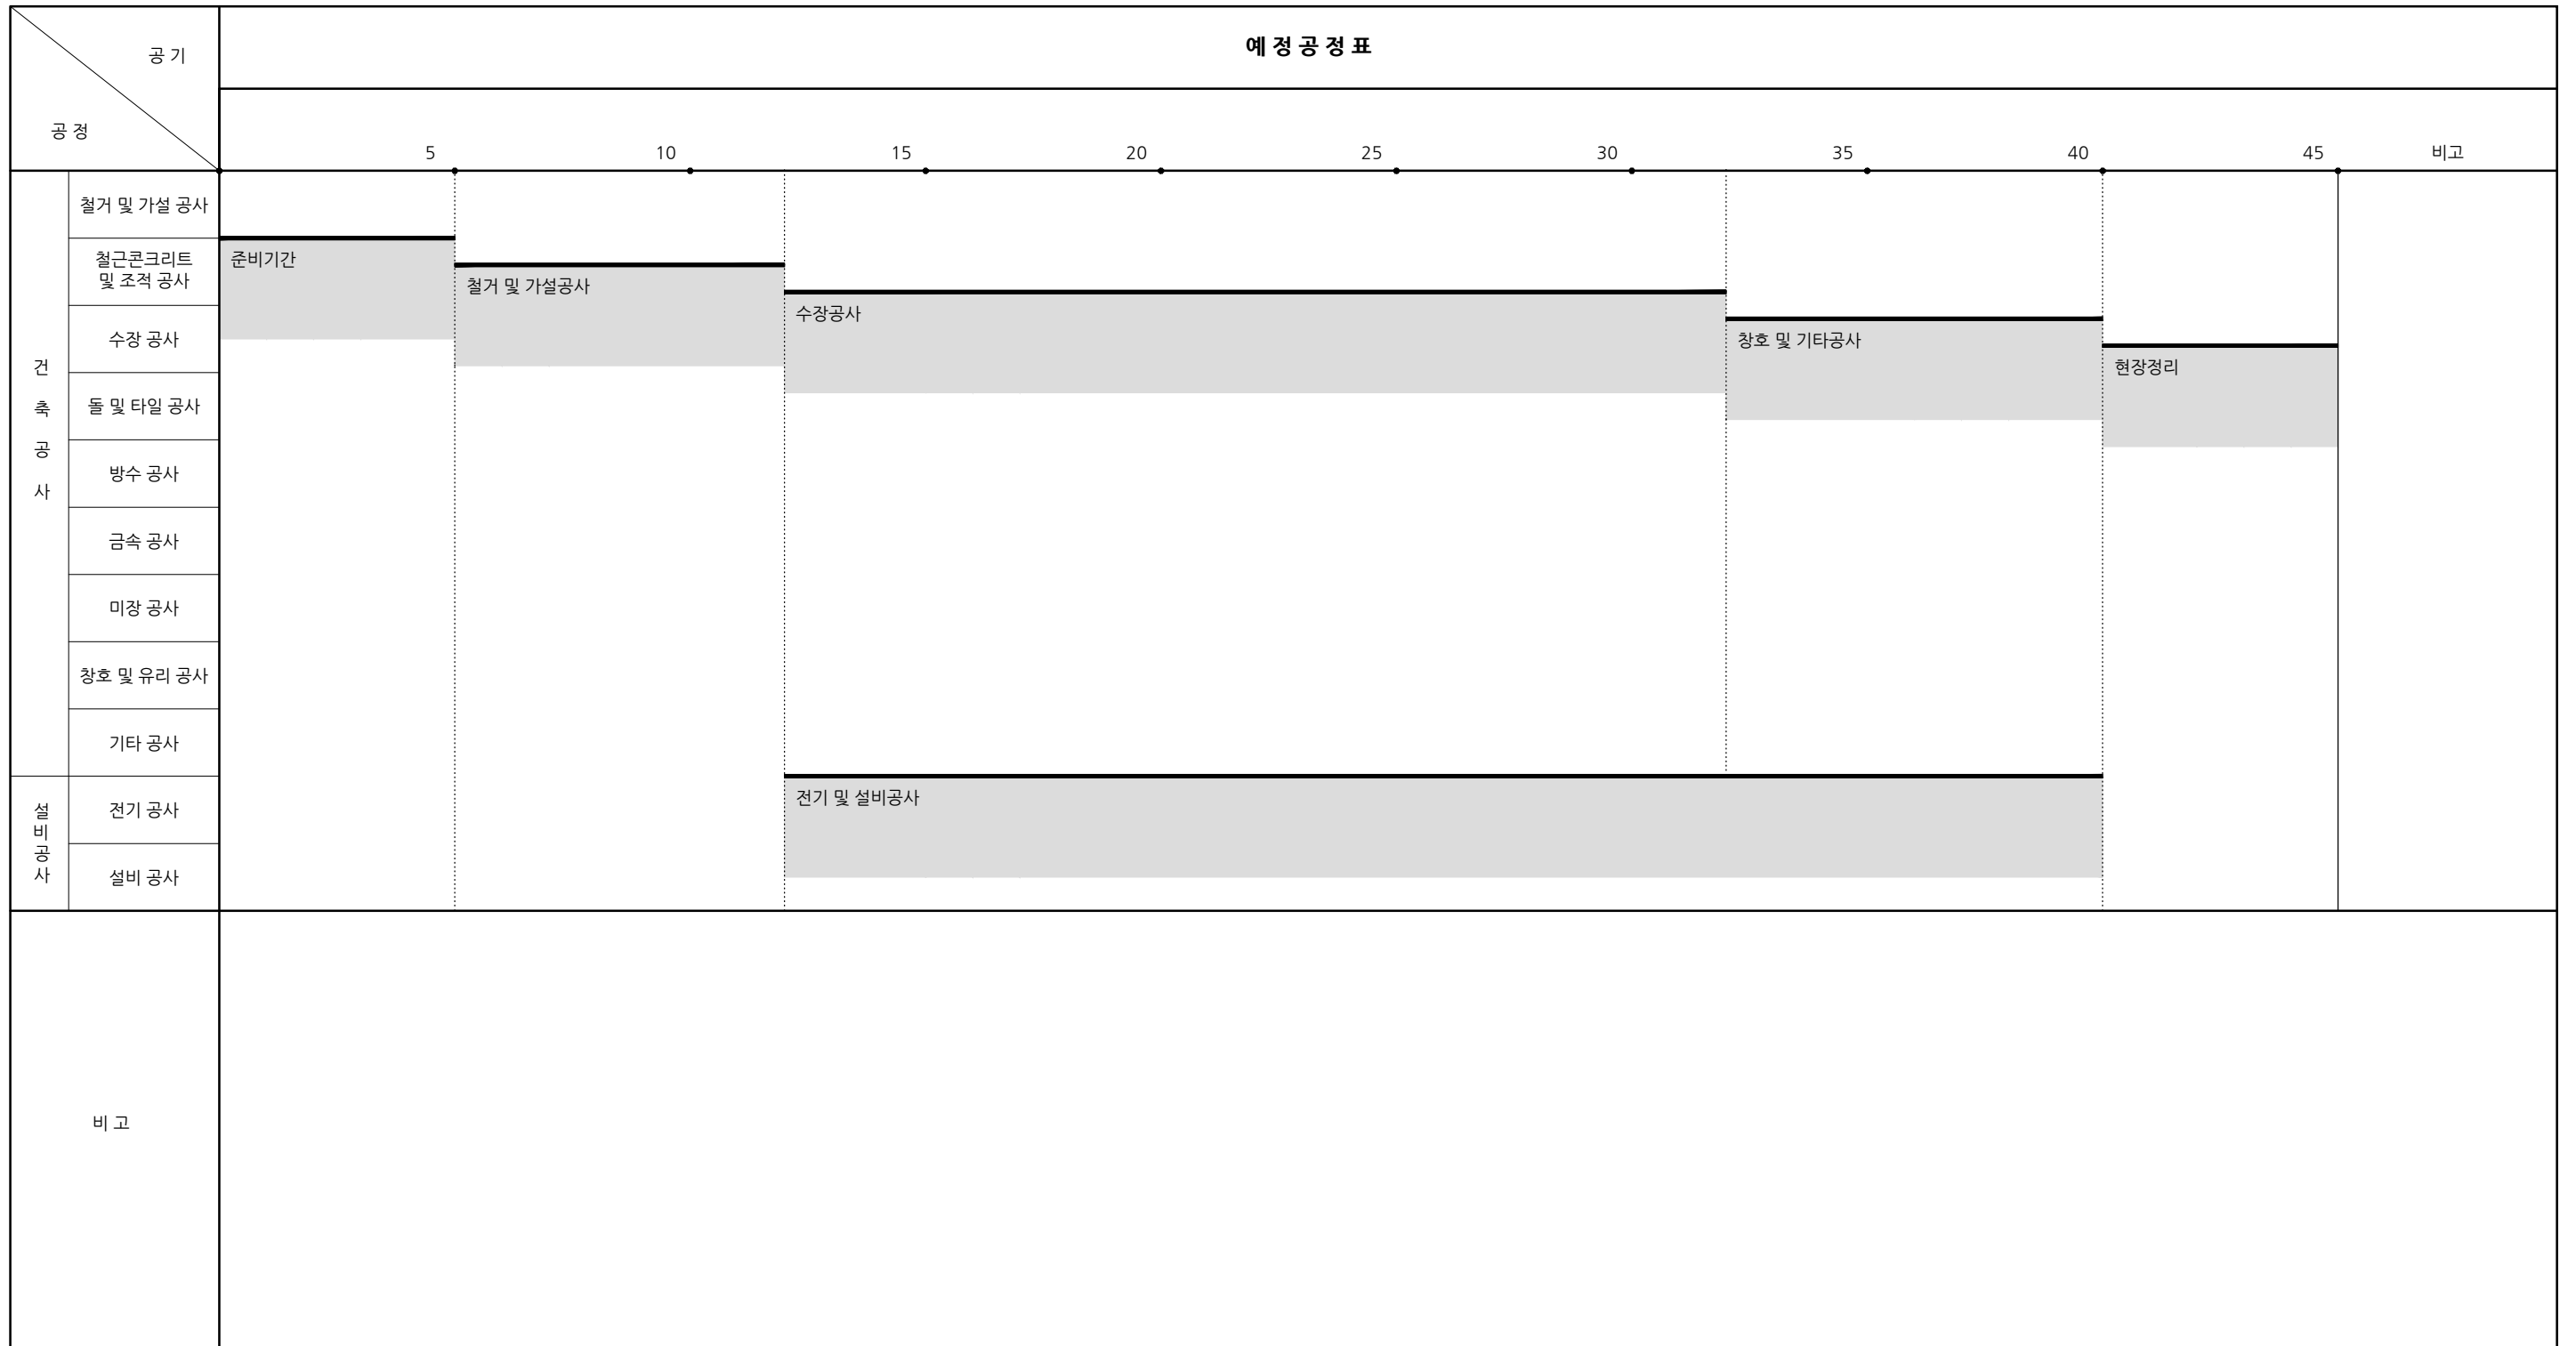 공 기
예 정 공 정 표
공 정
5 10 15 20 25 30 35 40 45 비고
철거 및 가설 공사
철근콘크리트
및 조적 공사
수장 공사
돌 및 타일 공사
방수 공사
금속 공사
미장 공사
창호 및 유리 공사
기타 공사
건
축
공
사
전기 공사
설비 공사
설
비
공
사
준비기간
철거 및 가설공사
수장공사
창호 및 기타공사
현장정리
전기 및 설비공사
비 고